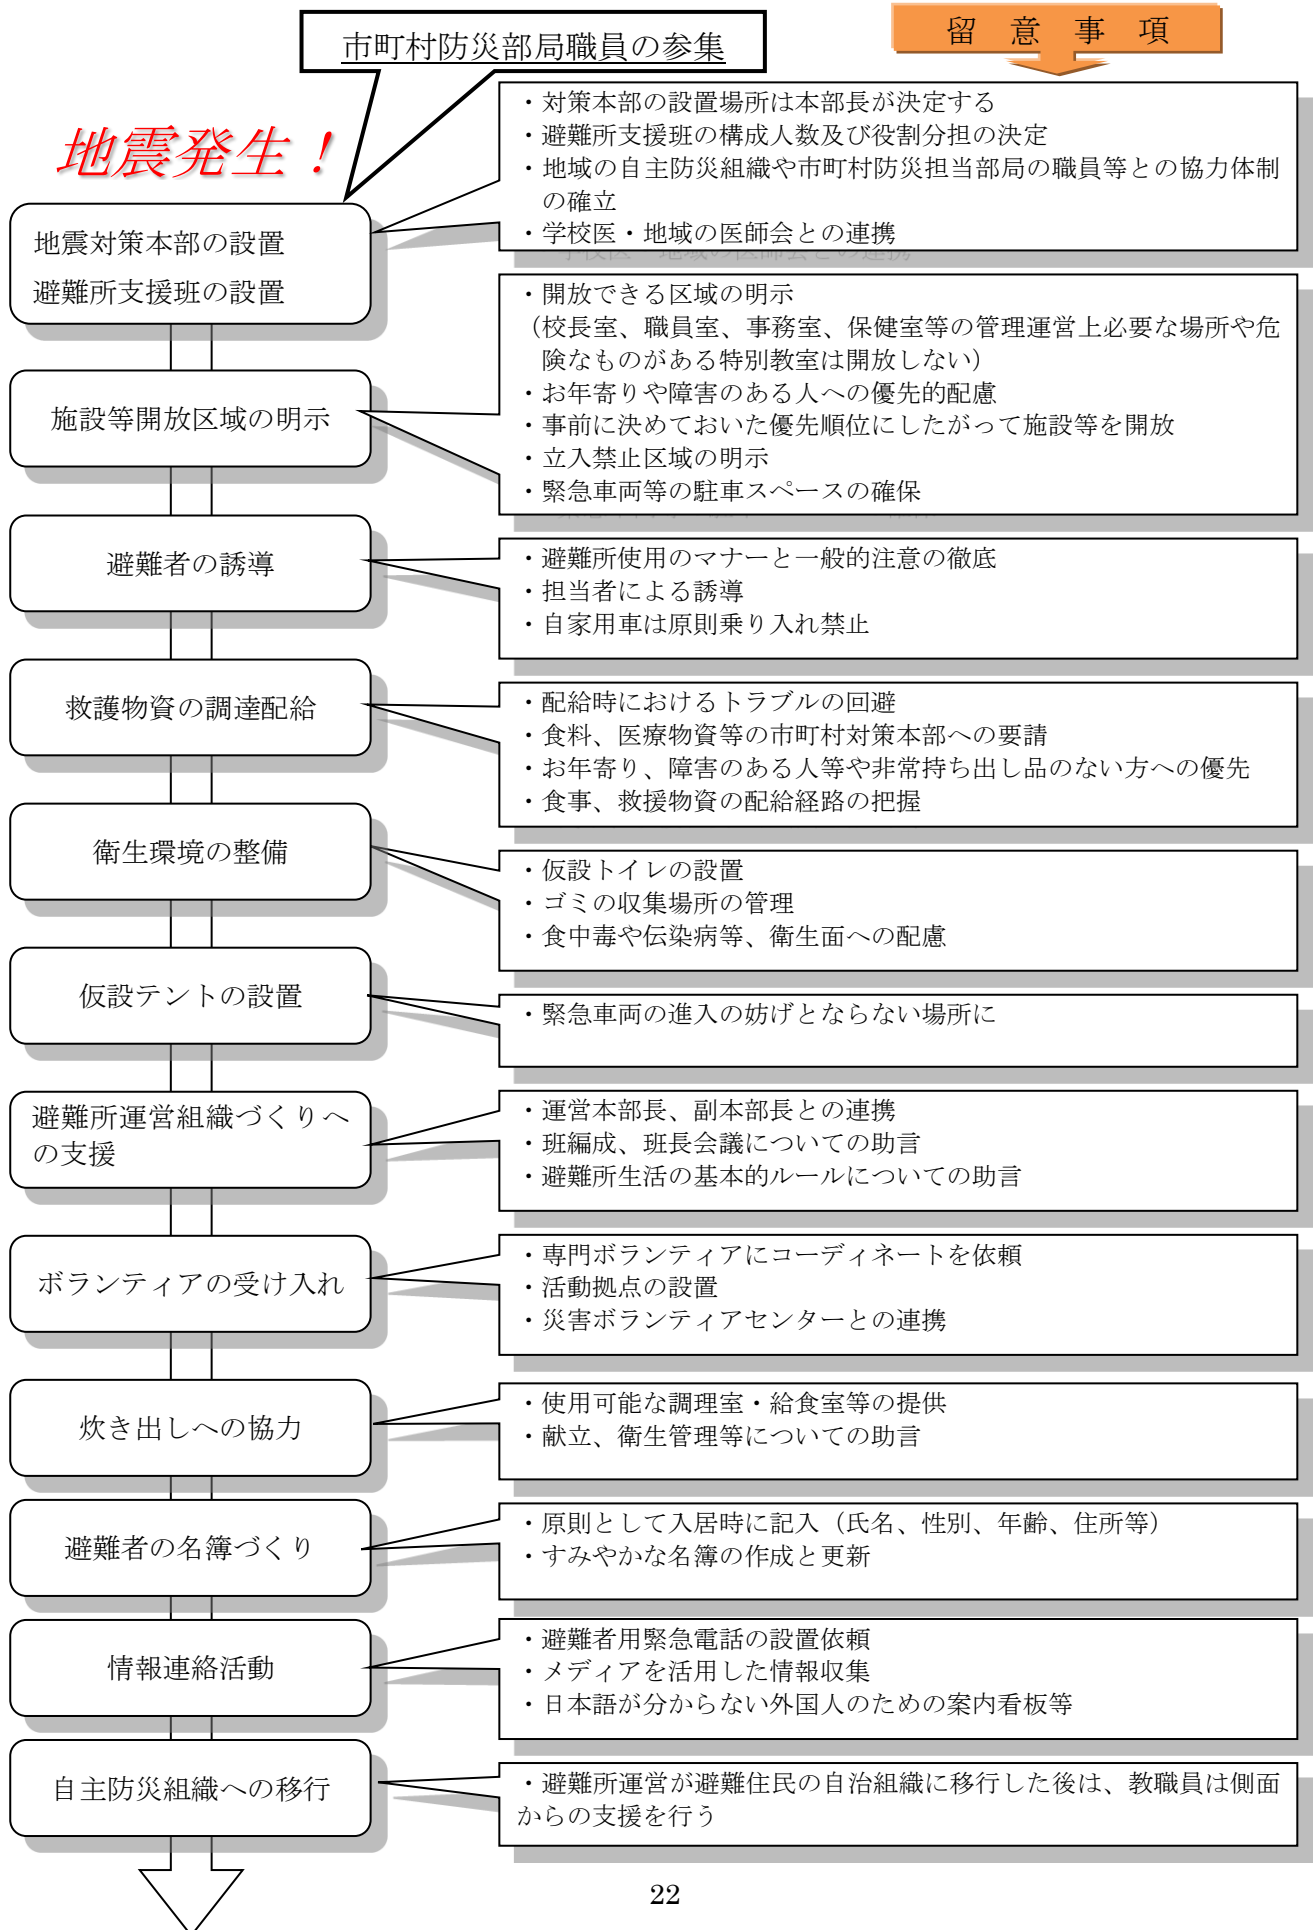 市町村防災部局職員の参集
留意事項
地震発生！
地震対策本部の設置
避難所支援班の設置
・対策本部の設置場所は本部長が決定する
・避難所支援班の構成人数及び役割分担の決定
・地域の自主防災組織や市町村防災担当部局の職員等との協力体制
の確立
・学校医・地域の医師会との連携
施設等開放区域の明示
・開放できる区域の明示
（校長室、職員室、事務室、保健室等の管理運営上必要な場所や危
険なものがある特別教室は開放しない）
・お年寄りや障害のある人への優先的配慮
・事前に決めておいた優先順位にしたがって施設等を開放
・立入禁止区域の明示
・緊急車両等の駐車スペースの確保
避難者の誘導
・避難所使用のマナーと一般的注意の徹底
・担当者による誘導
・自家用車は原則乗り入れ禁止
救護物資の調達配給
・配給時におけるトラブルの回避
・食料、医療物資等の市町村対策本部への要請
・お年寄り、障害のある人等や非常持ち出し品のない方への優先
・食事、救援物資の配給経路の把握
衛生環境の整備
・仮設トイレの設置
・ゴミの収集場所の管理
・食中毒や伝染病等、衛生面への配慮
仮設テントの設置
・緊急車両の進入の妨げとならない場所に
避難所運営組織づくりへ
の支援
・運営本部長、副本部長との連携
・班編成、班長会議についての助言
・避難所生活の基本的ルールについての助言
ボランティアの受け入れ
・専門ボランティアにコーディネートを依頼
・活動拠点の設置
・災害ボランティアセンターとの連携
炊き出しへの協力
・使用可能な調理室・給食室等の提供
・献立、衛生管理等についての助言
避難者の名簿づくり
・原則として入居時に記入（氏名、性別、年齢、住所等）
・すみやかな名簿の作成と更新
情報連絡活動
・避難者用緊急電話の設置依頼
・メディアを活用した情報収集
・日本語が分からない外国人のための案内看板等
自主防災組織への移行
・避難所運営が避難住民の自治組織に移行した後は、教職員は側面
からの支援を行う
22